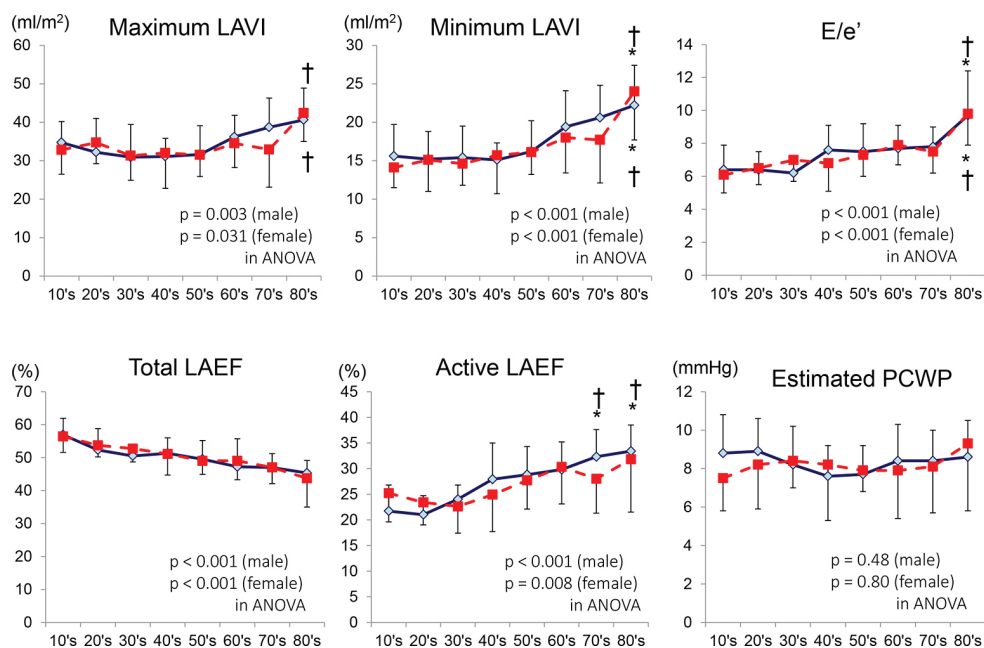 (ml/m²)
Maximum LAVI
60
50
40
30
20
10
0
†
†
p = 0.003 (male)
p = 0.031 (female)
in ANOVA
10's 20's 30's 40's 50's 60's 70's 80's
(ml/m²)
Minimum LAVI
30
25
20
15
10
5
0
†
*
*
†
p < 0.001 (male)
p < 0.001 (female)
in ANOVA
10's 20's 30's 40's 50's 60's 70's 80's
E/e'
14
12
10
8
6
4
2
0
†
*
*
†
p < 0.001 (male)
p < 0.001 (female)
in ANOVA
10's 20's 30's 40's 50's 60's 70's 80's
(%)
Total LAEF
70
60
50
40
30
20
10
0
p < 0.001 (male)
p < 0.001 (female)
in ANOVA
10's 20's 30's 40's 50's 60's 70's 80's
(%)
Active LAEF
45
40
35
30
25
20
15
10
5
0
† †
* *
p < 0.001 (male)
p = 0.008 (female)
in ANOVA
10's 20's 30's 40's 50's 60's 70's 80's
(mmHg)
Estimated PCWP
12
10
8
6
4
2
0
p = 0.48 (male)
p = 0.80 (female)
in ANOVA
10's 20's 30's 40's 50's 60's 70's 80's